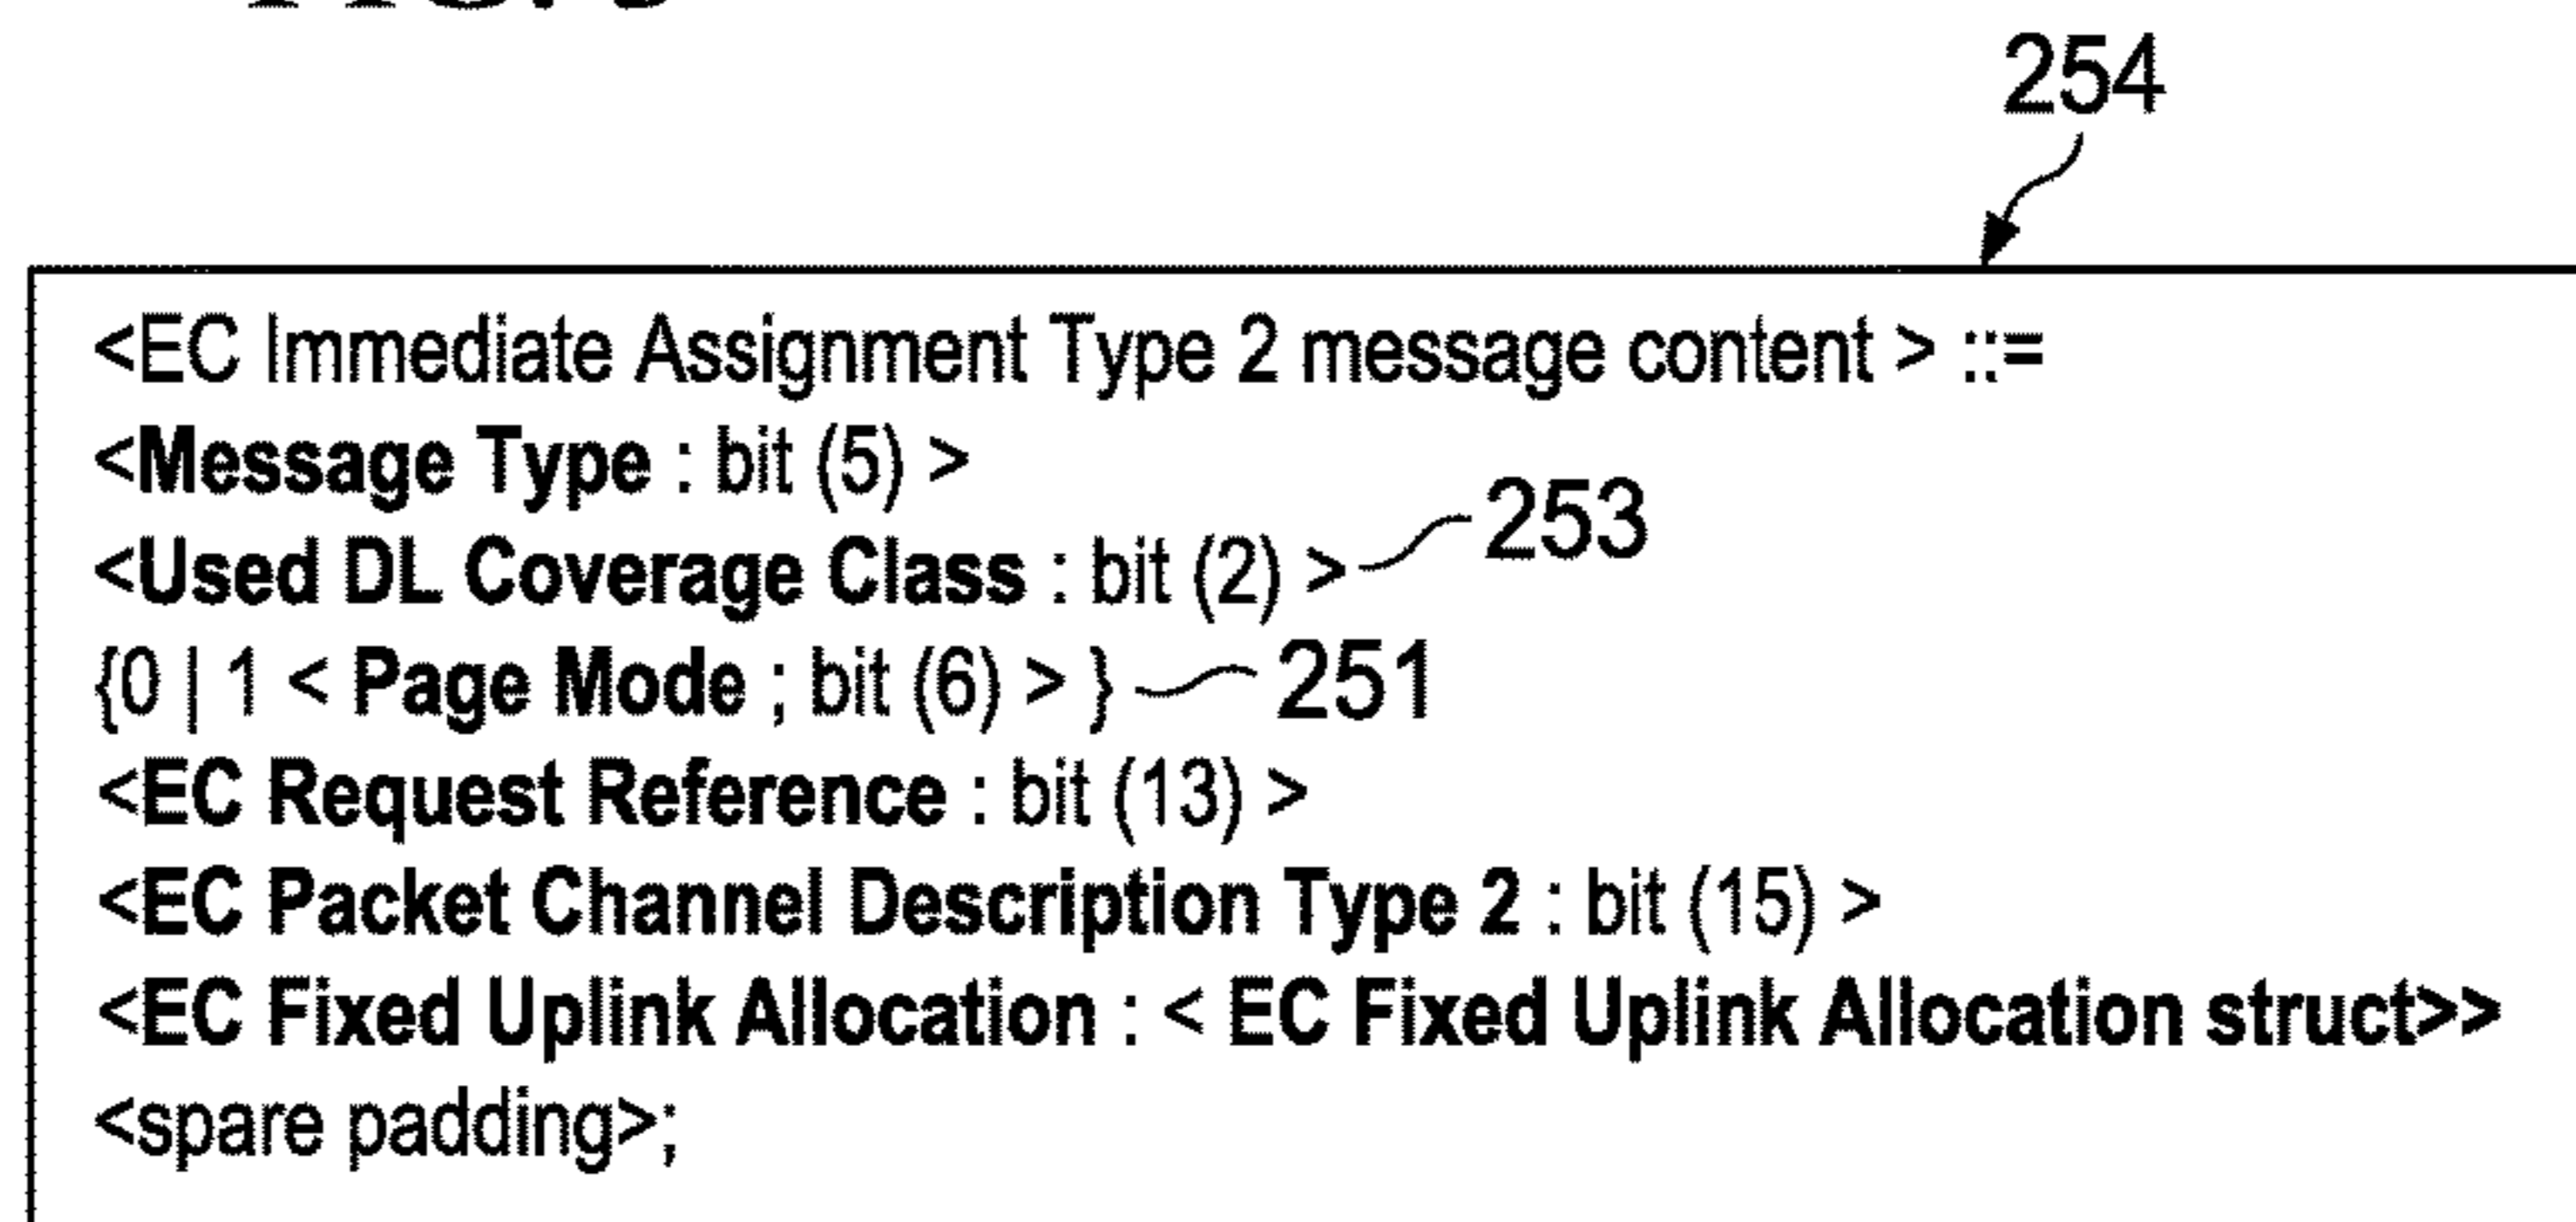 254
<EC Immediate Assignment Type 2 message content > ::=
<Message Type : bit (5) >
<Used DL Coverage Class : bit (2) > 253
{0 | 1 < Page Mode ; bit (6) > } 251
<EC Request Reference : bit (13) >
<EC Packet Channel Description Type 2 : bit (15) >
<EC Fixed Uplink Allocation : < EC Fixed Uplink Allocation struct>>
<spare padding>;